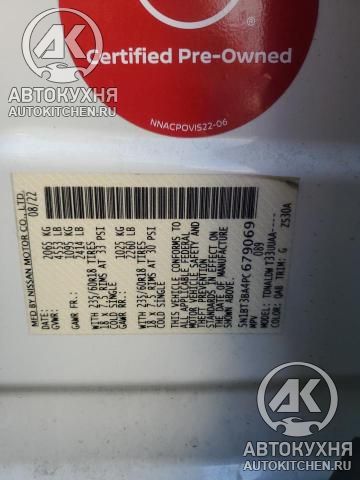 Certified Pre-Owned
NNACPOVIS22-06
АК
АВТОКУХНЯ
AUTOKITCHEN.RU
MFD BY NISSAN MOTOR CO., LTD.
08/22
GVWR: 2065 KG
4553 LB
GAWR FR: 1095 KG
2414 LB
WITH 235/60R18 TIRES
18 x 7.5 RIMS AT 33 PSI
COLD SINGLE
GAWR RR: 1025 KG
2260 LB
WITH 235/60R18 TIRES
18 x 7.5 RIMS AT 30 PSI
COLD SINGLE
THIS VEHICLE CONFORMS TO
ALL APPLICABLE FEDERAL
MOTOR VEHICLE SAFETY AND
THEFT PREVENTION
STANDARDS IN EFFECT ON
THE DATE OF MANUFACTURE
SHOWN ABOVE.
5N1BT3BA4PC679069
MPV 089
COLOR: QAB TRIM: G ZS30A
АК
АВТОКУХНЯ
AUTOKITCHEN.RU